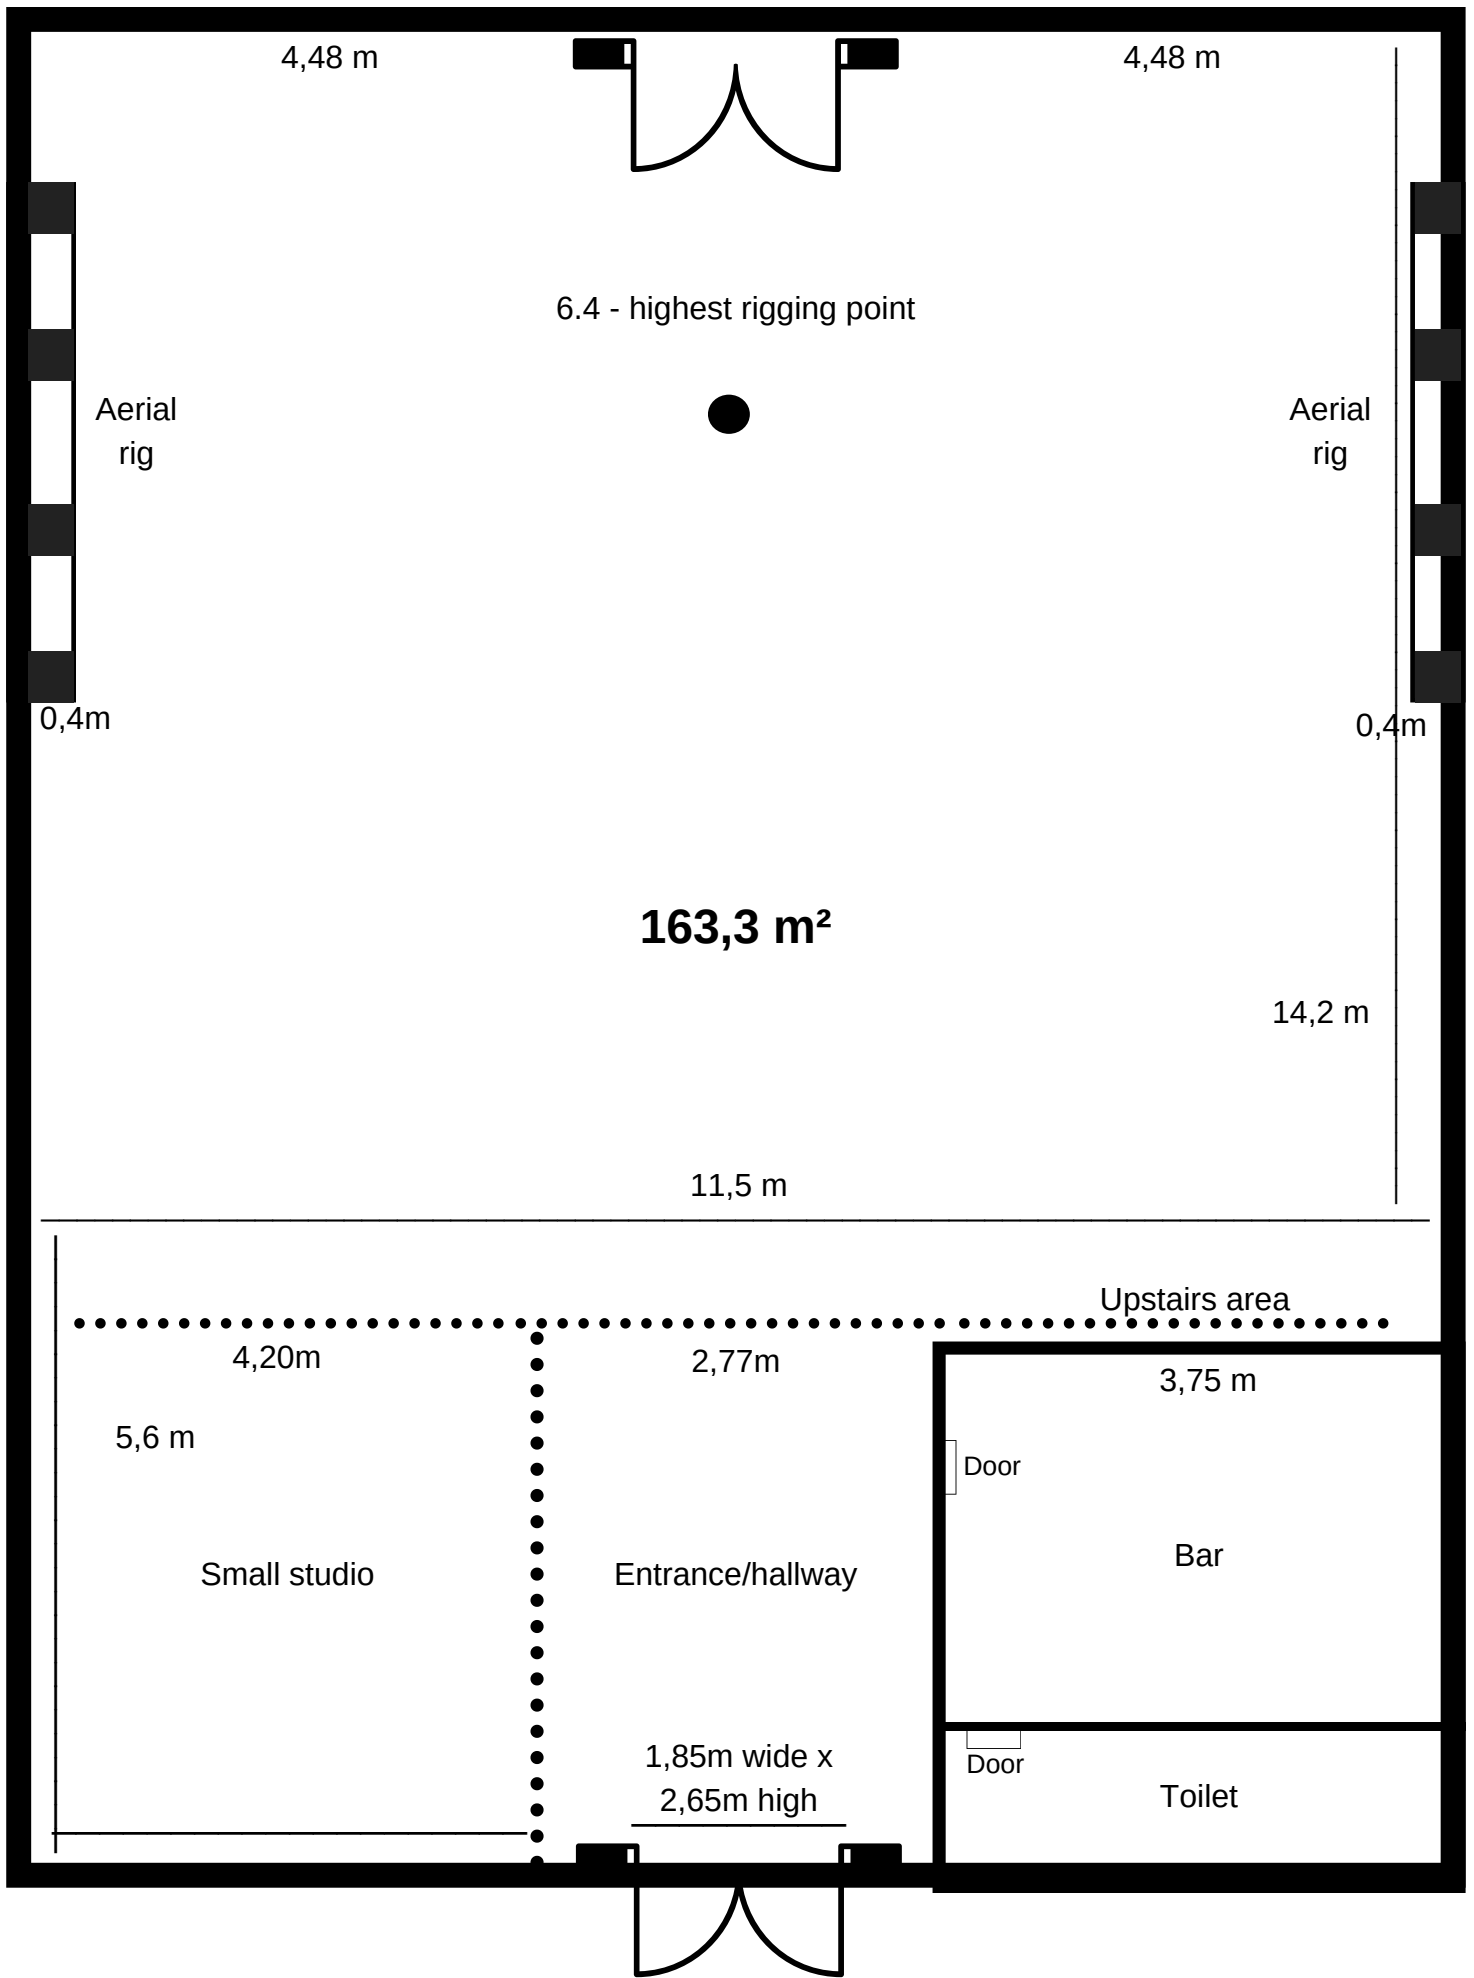 4,48 m
4,48 m
6.4 - highest rigging point
Aerial
rig
Aerial
rig
0,4m
0,4m
163,3 m²
14,2 m
11,5 m
Upstairs area
4,20m
2,77m
3,75 m
5,6 m
Door
Bar
Small studio
Entrance/hallway
1,85m wide x
2,65m high
Door
Toilet